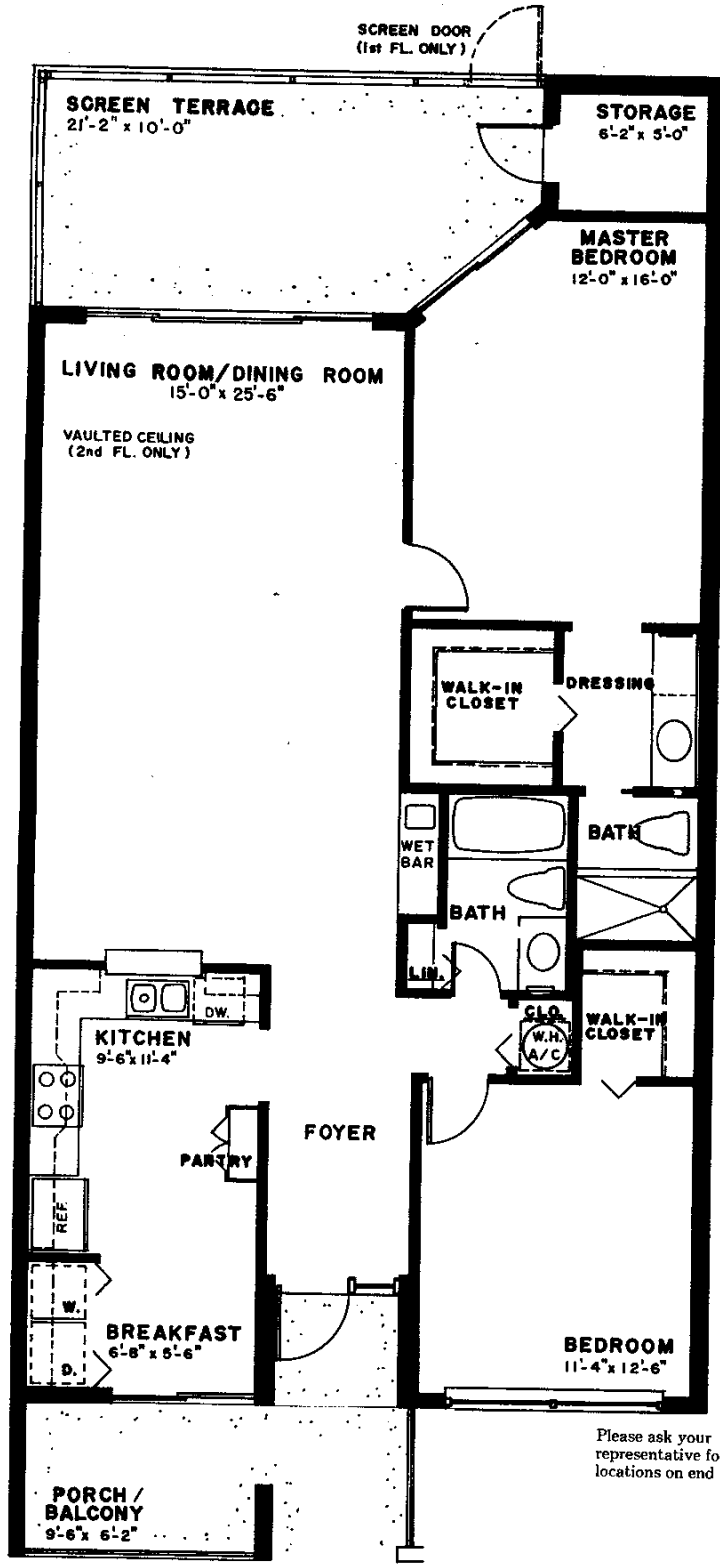 SCREEN DOOR
(1st FL. ONLY)
SCREEN TERRACE
21'-2" x 10'-0"
STORAGE
6'-2" x 5'-0"
MASTER
BEDROOM
12'-0" x 16'-0"
LIVING ROOM/DINING ROOM
15'-0" x 25'-6"
VAULTED CEILING
(2nd FL. ONLY)
WALK-IN
CLOSET
DRESSING
WET
BAR
BATH
BATH
LIN.
CLO.
W.H.
A/C
WALK-IN
CLOSET
DW.
KITCHEN
9'-6" x 11'-4"
FOYER
PANTRY
REF.
W.
D.
BREAKFAST
6'-8" x 5'-6"
BEDROOM
11'-4" x 12'-6"
Please ask your
representative fo
locations on end
PORCH /
BALCONY
9'-6" x 6'-2"